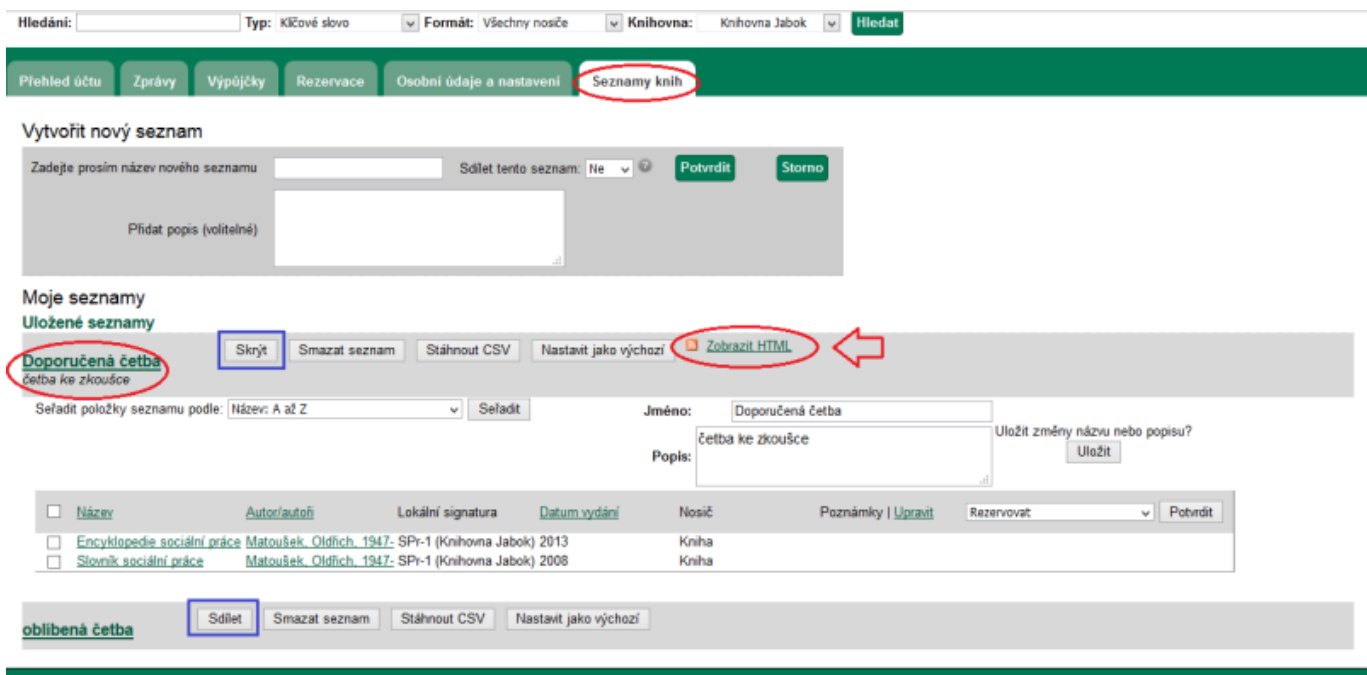 Hledání: Typ: Klíčové slovo Formát: Všechny nosiče Knihovna: Knihovna Jabok Hledat
Přehled účtu Zprávy Výpůjčky Rezervace Osobní údaje a nastavení Seznamy knih
Vytvořit nový seznam
Zadejte prosím název nového seznamu Sdílet tento seznam: Ne Potvrdit Storno
Přidat popis (volitelné)
Moje seznamy
Uložené seznamy
Doporučená četba Skrýt Smazat seznam Stáhnout CSV Nastavit jako výchozí Zobrazit HTML
četba ke zkoušce
Seřadit položky seznamu podle: Název: A až Z Seřadit Jméno: Doporučená četba
Popis: četba ke zkoušce Uložit změny názvu nebo popisu?
Uložit
Název Autor/autoři Lokální signatura Datum vydání Nosič Poznámky | Upravit Rezervovat Potvrdit
Encyklopedie sociální práce Matoušek, Oldřich, 1947- SPr-1 (Knihovna Jabok) 2013 Kniha
Slovník sociální práce Matoušek, Oldřich, 1947- SPr-1 (Knihovna Jabok) 2008 Kniha
oblíbená četba Sdílet Smazat seznam Stáhnout CSV Nastavit jako výchozí